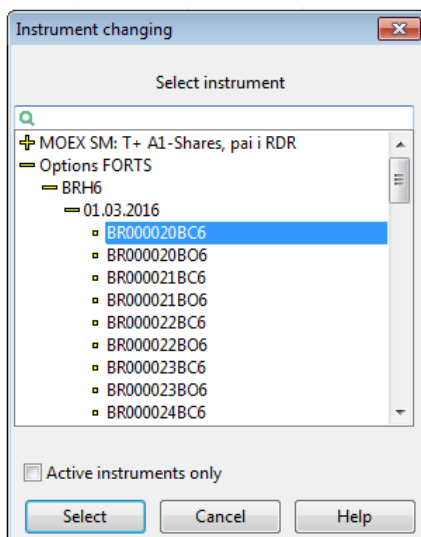 Instrument changing
Select instrument
MOEX SM: T+ A1-Shares, pai i RDR
Options FORTS
BRH6
01.03.2016
BR000020BC6
BR000020BO6
BR000021BC6
BR000021BO6
BR000022BC6
BR000022BO6
BR000023BC6
BR000023BO6
BR000024BC6
Active instruments only
Select Cancel Help